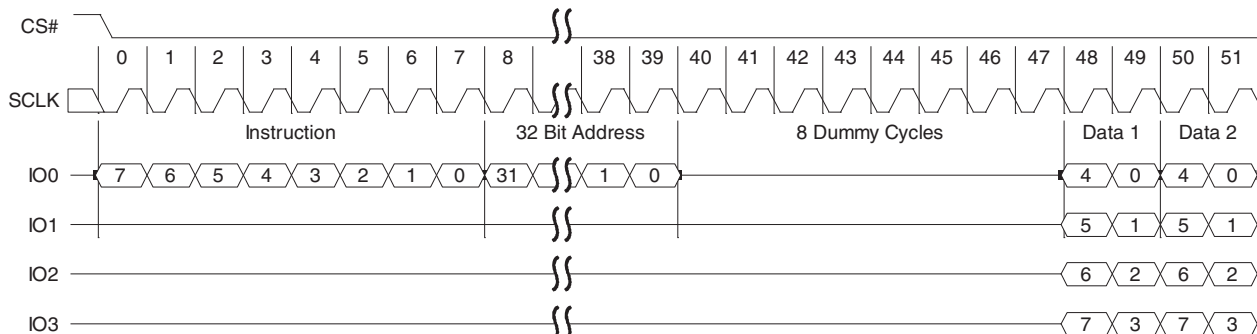 CS#
0 1 2 3 4 5 6 7 8 38 39 40 41 42 43 44 45 46 47 48 49 50 51
SCLK
Instruction 32 Bit Address 8 Dummy Cycles Data 1 Data 2
IO0 7 6 5 4 3 2 1 0 31 1 0 4 0 4 0
IO1 5 1 5 1
IO2 6 2 6 2
IO3 7 3 7 3